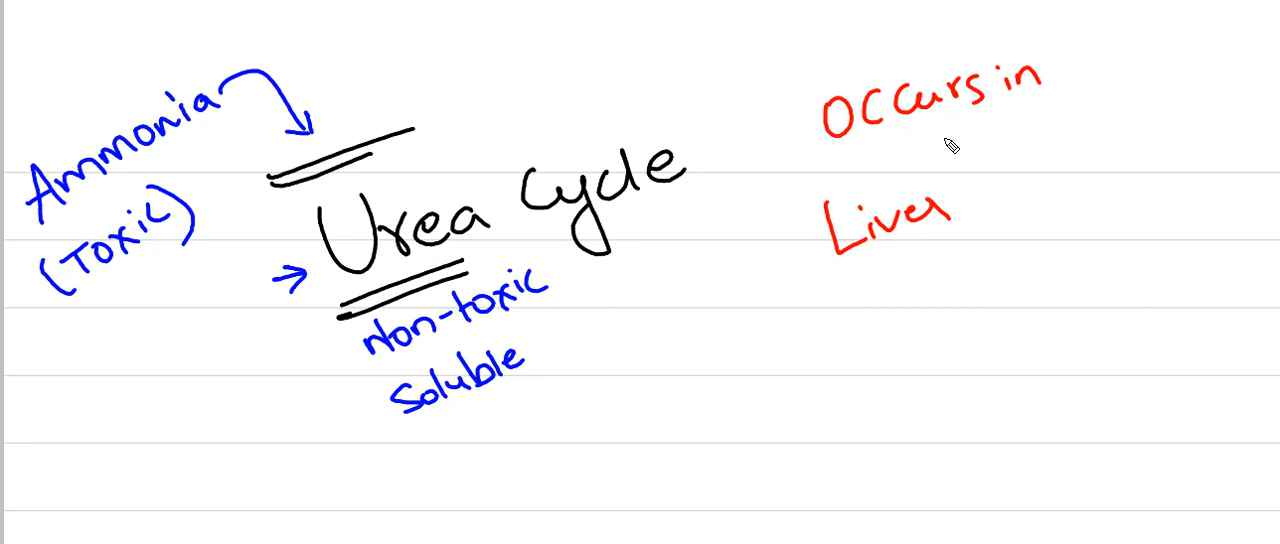 Ammonia
(Toxic)
Urea Cycle
→ Non-toxic
Soluble
Occurs in
Liver